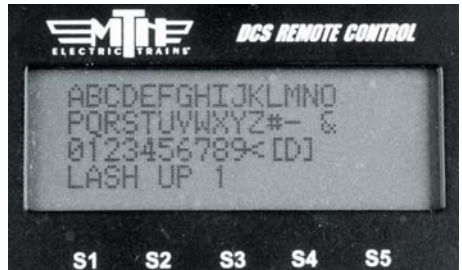 MTH DCS REMOTE CONTROL
ELECTRIC TRAINS
ABCDEFGHIJKLMNO
PQRSTUVWXYZ#- &
0123456789<[D]
LASH UP 1
S1 S2 S3 S4 S5